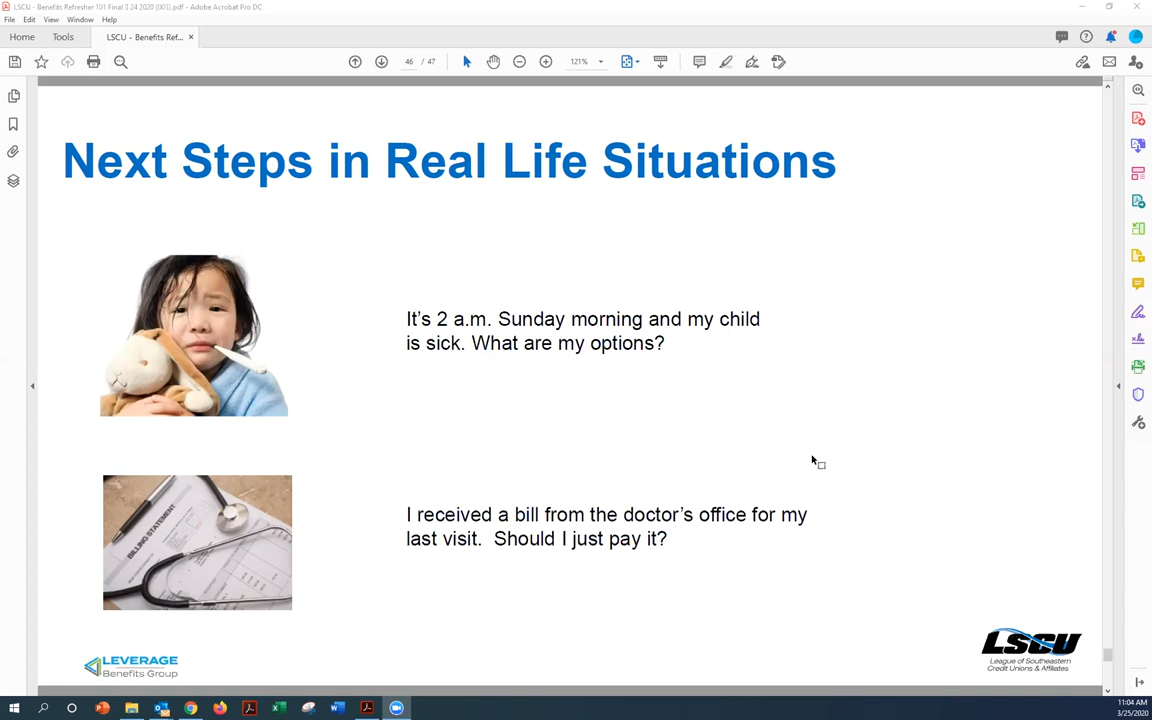 LSCU - Benefits Refresher 101 Final 3 24 2020 (003).pdf - Adobe Acrobat Pro DC
File Edit View Window Help
Home Tools LSCU - Benefits Ref... ×
46 / 47 121%
Next Steps in Real Life Situations
It's 2 a.m. Sunday morning and my child
is sick. What are my options?
BILLING STATEMENT
I received a bill from the doctor's office for my
last visit. Should I just pay it?
LEVERAGE
Benefits Group
LSCU
League of Southeastern
Credit Unions & Affiliates
11:04 AM
3/25/2020